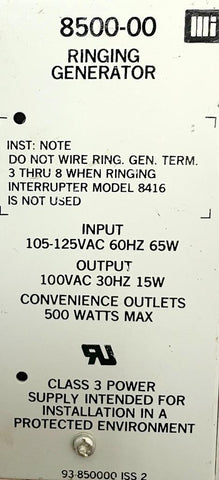 8500-00
RINGING
GENERATOR
INST: NOTE
DO NOT WIRE RING. GEN. TERM.
3 THRU 8 WHEN RINGING
INTERRUPTER MODEL 8416
IS NOT USED
INPUT
105-125VAC 60HZ 65W
OUTPUT
100VAC 30HZ 15W
CONVENIENCE OUTLETS
500 WATTS MAX
CLASS 3 POWER
SUPPLY INTENDED FOR
INSTALLATION IN A
PROTECTED ENVIRONMENT
93-850000 ISS 2